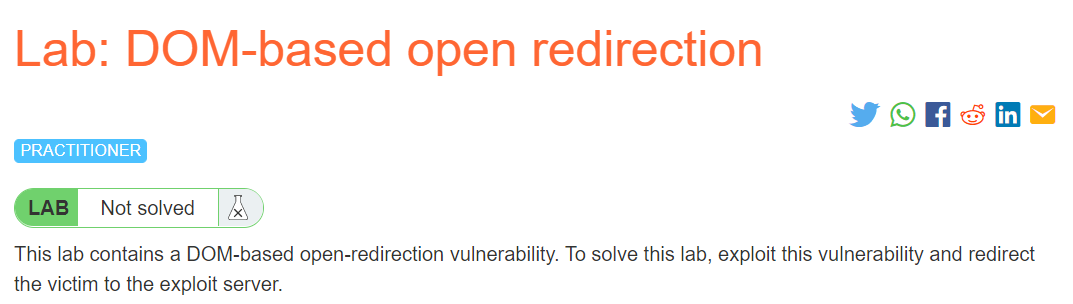 Lab: DOM-based open redirection
PRACTITIONER
LAB Not solved
This lab contains a DOM-based open-redirection vulnerability. To solve this lab, exploit this vulnerability and redirect
the victim to the exploit server.